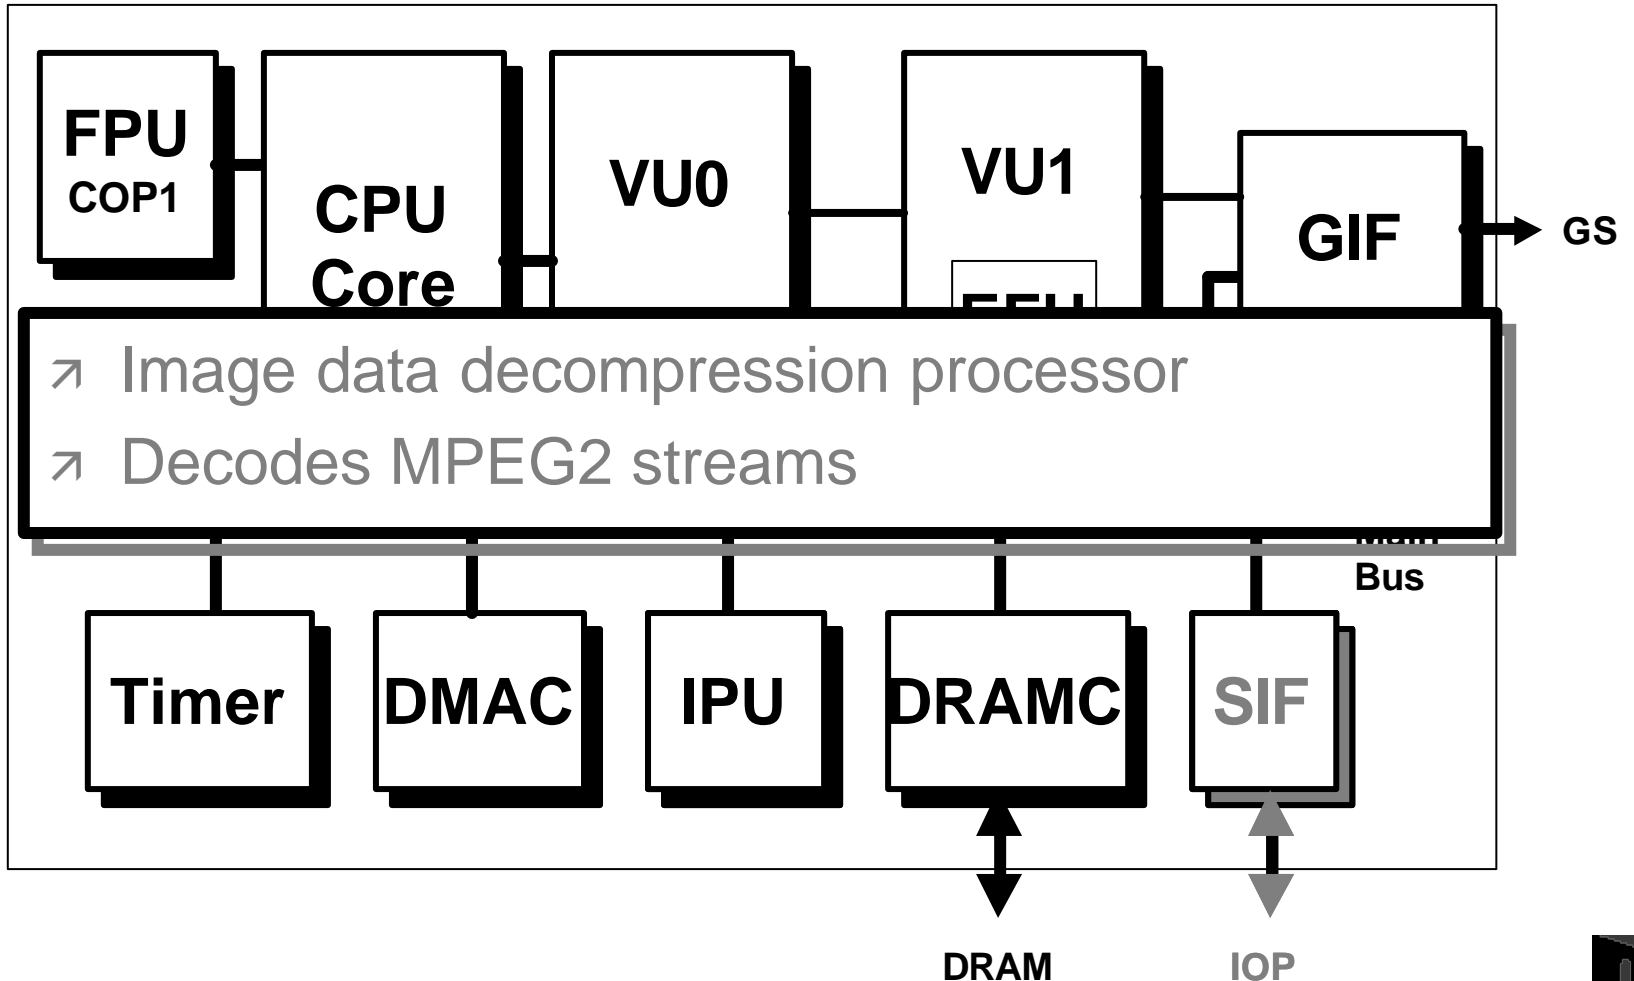 FPU
COP1
CPU
Core
VU0
VU1
GIF
GS
Image data decompression processor
Decodes MPEG2 streams
Bus
Timer
DMAC
IPU
DRAMC
SIF
DRAM
IOP